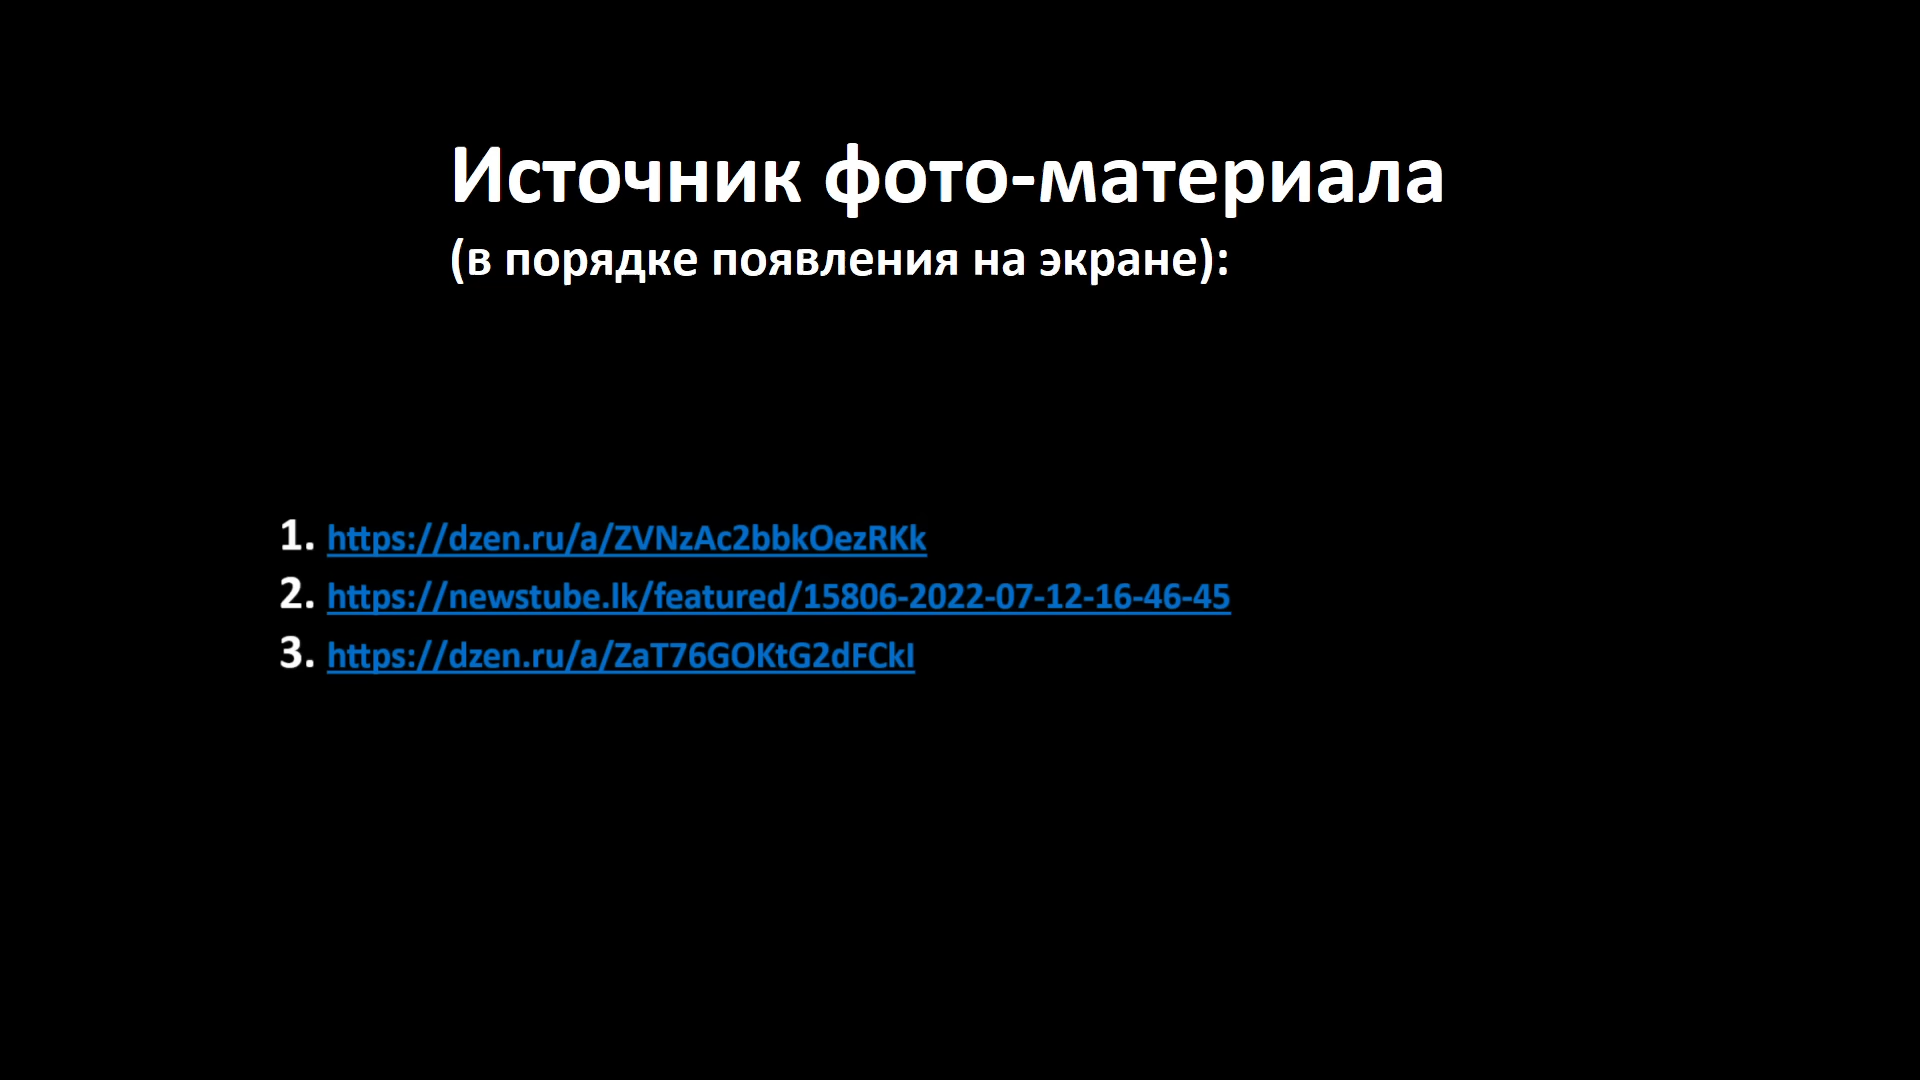 Источник фото-материала
(в порядке появления на экране):
1. https://dzen.ru/a/ZVNzAc2bbkOezRKk
2. https://newstube.lk/featured/15806-2022-07-12-16-46-45
3. https://dzen.ru/a/ZaT76GOKtG2dFCkI